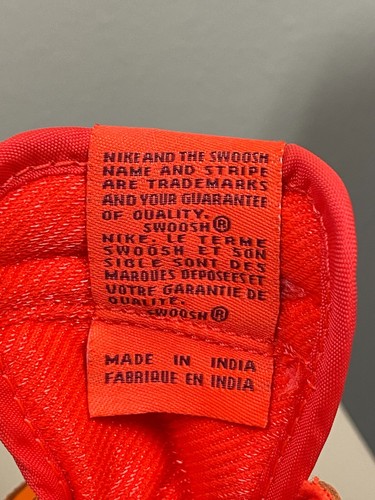 NIKE AND THE SWOOSH
NAME AND STRIPE
ARE TRADEMARKS
AND YOUR GUARANTEE
OF QUALITY.
SWOOSH®
NIKE, LE TERME
SWOOSH ET SON
SIBLE SONT DES
MARQUES DEPOSEESET
VOTRE GARANTIE DE
QUALITE.
SWOOSH®
MADE IN INDIA
FABRIQUE EN INDIA